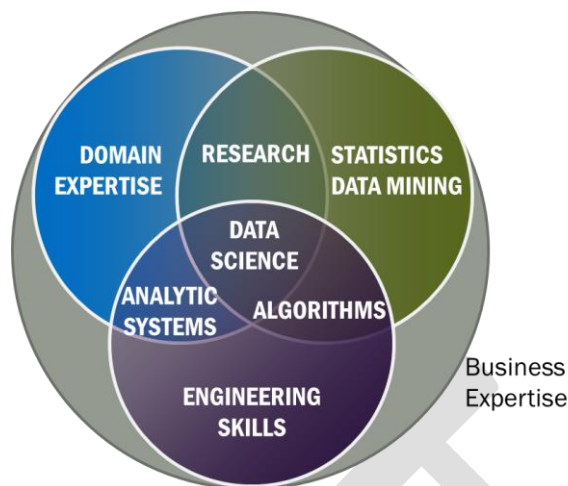 DOMAIN
EXPERTISE
RESEARCH
STATISTICS
DATA MINING
DATA
SCIENCE
ANALYTIC
SYSTEMS
ALGORITHMS
ENGINEERING
SKILLS
Business
Expertise